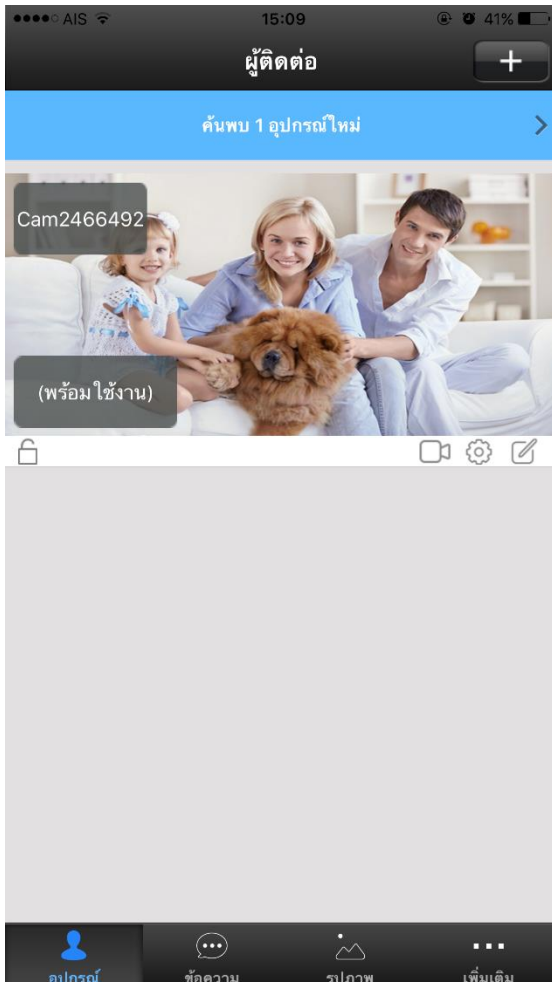 AIS 15:09 41%
ผู้ติดต่อ +
ค้นพบ 1 อุปกรณ์ใหม่
Cam2466492
(พร้อมใช้งาน)
อุปกรณ์ ข้อความ รูปภาพ เพิ่มเติม